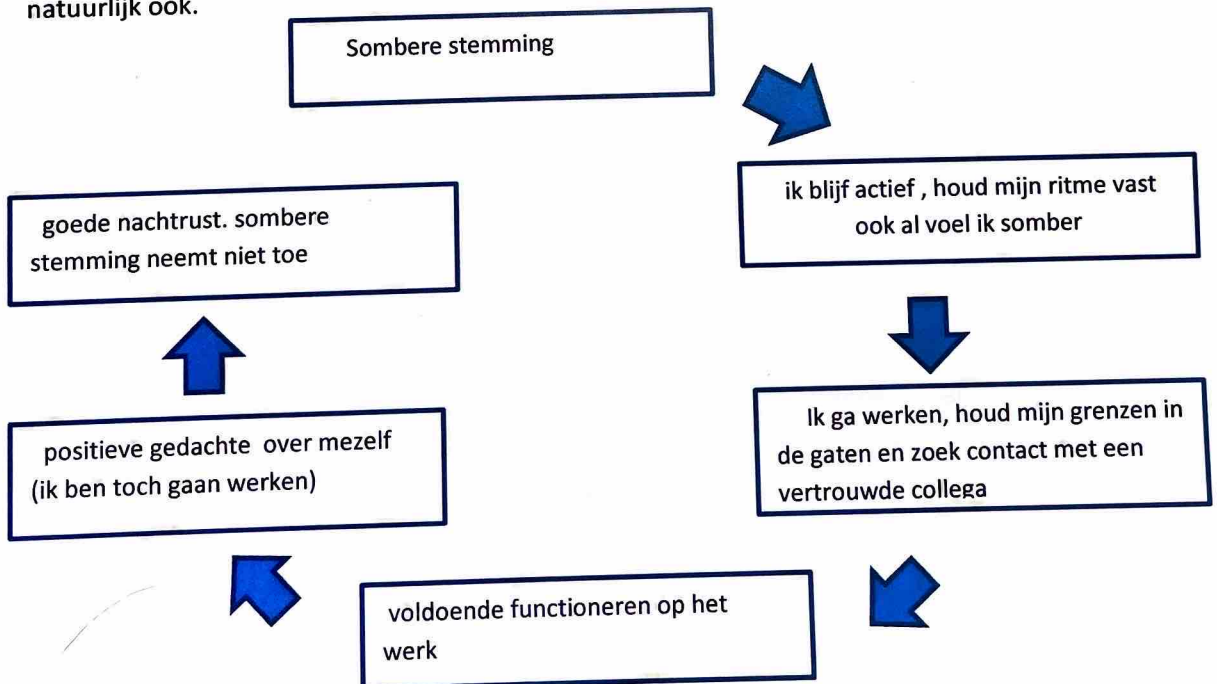 natuurlijk ook.
Sombere stemming
ik blijf actief , houd mijn ritme vast
ook al voel ik somber
Ik ga werken, houd mijn grenzen in
de gaten en zoek contact met een
vertrouwde collega
voldoende functioneren op het
werk
positieve gedachte over mezelf
(ik ben toch gaan werken)
goede nachtrust. sombere
stemming neemt niet toe